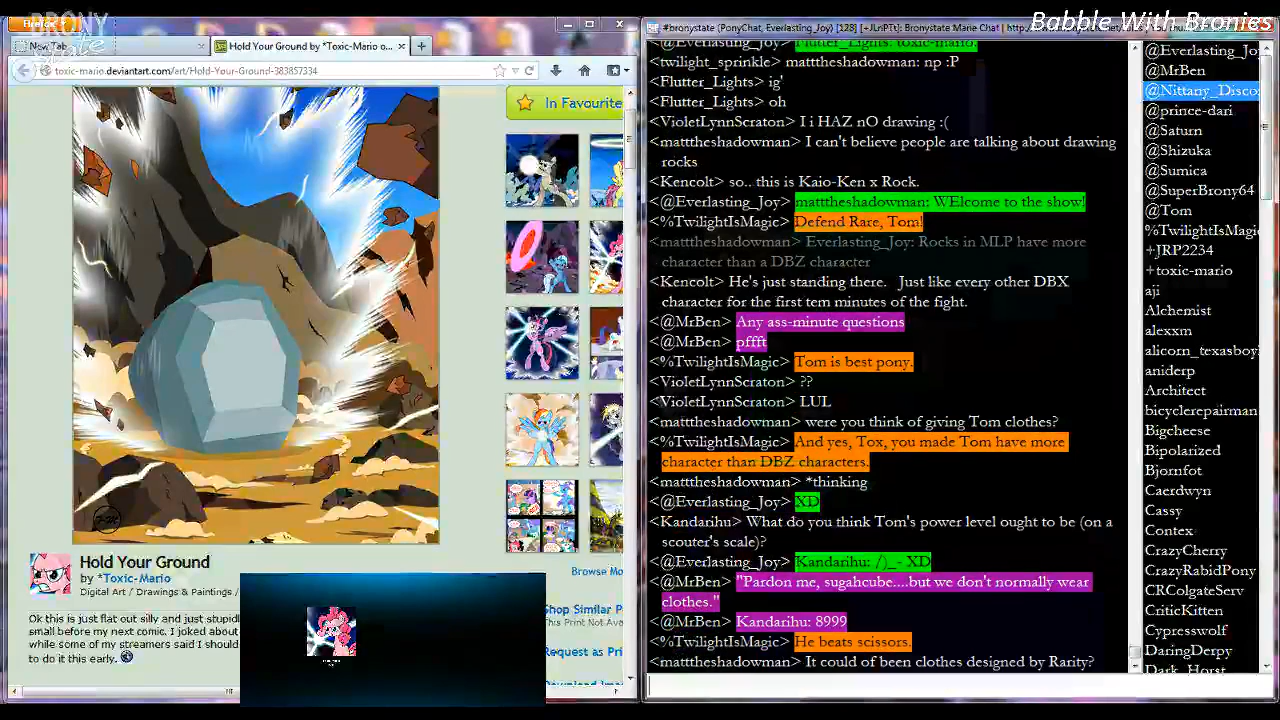 BRONY
State
Babble With Bronies
Firefox
New Tab
Hold Your Ground by *Toxic-Mario o...
toxic-mario.deviantart.com/art/Hold-Your-Ground-383857334
In Favourite
Hold Your Ground
by *Toxic-Mario
Digital Art / Drawings & Paintings /
Ok this is just flat out silly and just stupid
small before my next comic. I joked about
while some of my streamers said I should
to do it this early.
Browse Mo
Shop Similar P
This Print Not Ava
Request as Pri
Download Ima
#bronystate (PonyChat, Everlasting_Joy) [128]
<@Everlasting_Joy> Flutter_Lights: toxic-mario.
<twilight_sprinkle> matttheshadowman: np :P
<Flutter_Lights> ig'
<Flutter_Lights> oh
<VioletLynnScraton> I i HAZ nO drawing :(
<matttheshadowman> I can't believe people are talking about drawing
rocks
<Kencolt> so.. this is Kaio-Ken x Rock.
<@Everlasting_Joy> matttheshadowman: WElcome to the show!
<%TwilightIsMagic> Defend Rare, Tom!
<matttheshadowman> Everlasting_Joy: Rocks in MLP have more
character than a DBZ character
<Kencolt> He's just standing there.   Just like every other DBX
character for the first tem minutes of the fight.
<@MrBen> Any ass-minute questions
<@MrBen> pffft
<%TwilightIsMagic> Tom is best pony.
<VioletLynnScraton> ??
<VioletLynnScraton> LUL
<matttheshadowman> were you think of giving Tom clothes?
<%TwilightIsMagic> And yes, Tox, you made Tom have more
character than DBZ characters.
<matttheshadowman> *thinking
<@Everlasting_Joy> XD
<Kandarihu> What do you think Tom's power level ought to be (on a
scouter's scale)?
<@Everlasting_Joy> Kandarihu: /)_- XD
<@MrBen> "Pardon me, sugahcube....but we don't normally wear
clothes."
<@MrBen> Kandarihu: 8999
<%TwilightIsMagic> He beats scissors.
<matttheshadowman> It could of been clothes designed by Rarity?
@Everlasting_Jo
@MrBen
@Nittany_Disco
@prince-dari
@Saturn
@Shizuka
@Sumica
@SuperBrony64
@Tom
%TwilightIsMagic
+JRP2234
+toxic-mario
aji
Alchemist
alexxm
alicorn_texasboy
aniderp
Architect
bicyclerepairman
Bigcheese
Bipolarized
Bjornfot
Caerdwyn
Cassy
Contex
CrazyCherry
CrazyRabidPony
CRColgateServ
CriticKitten
Cypresswolf
DaringDerpy
Dark_Horst